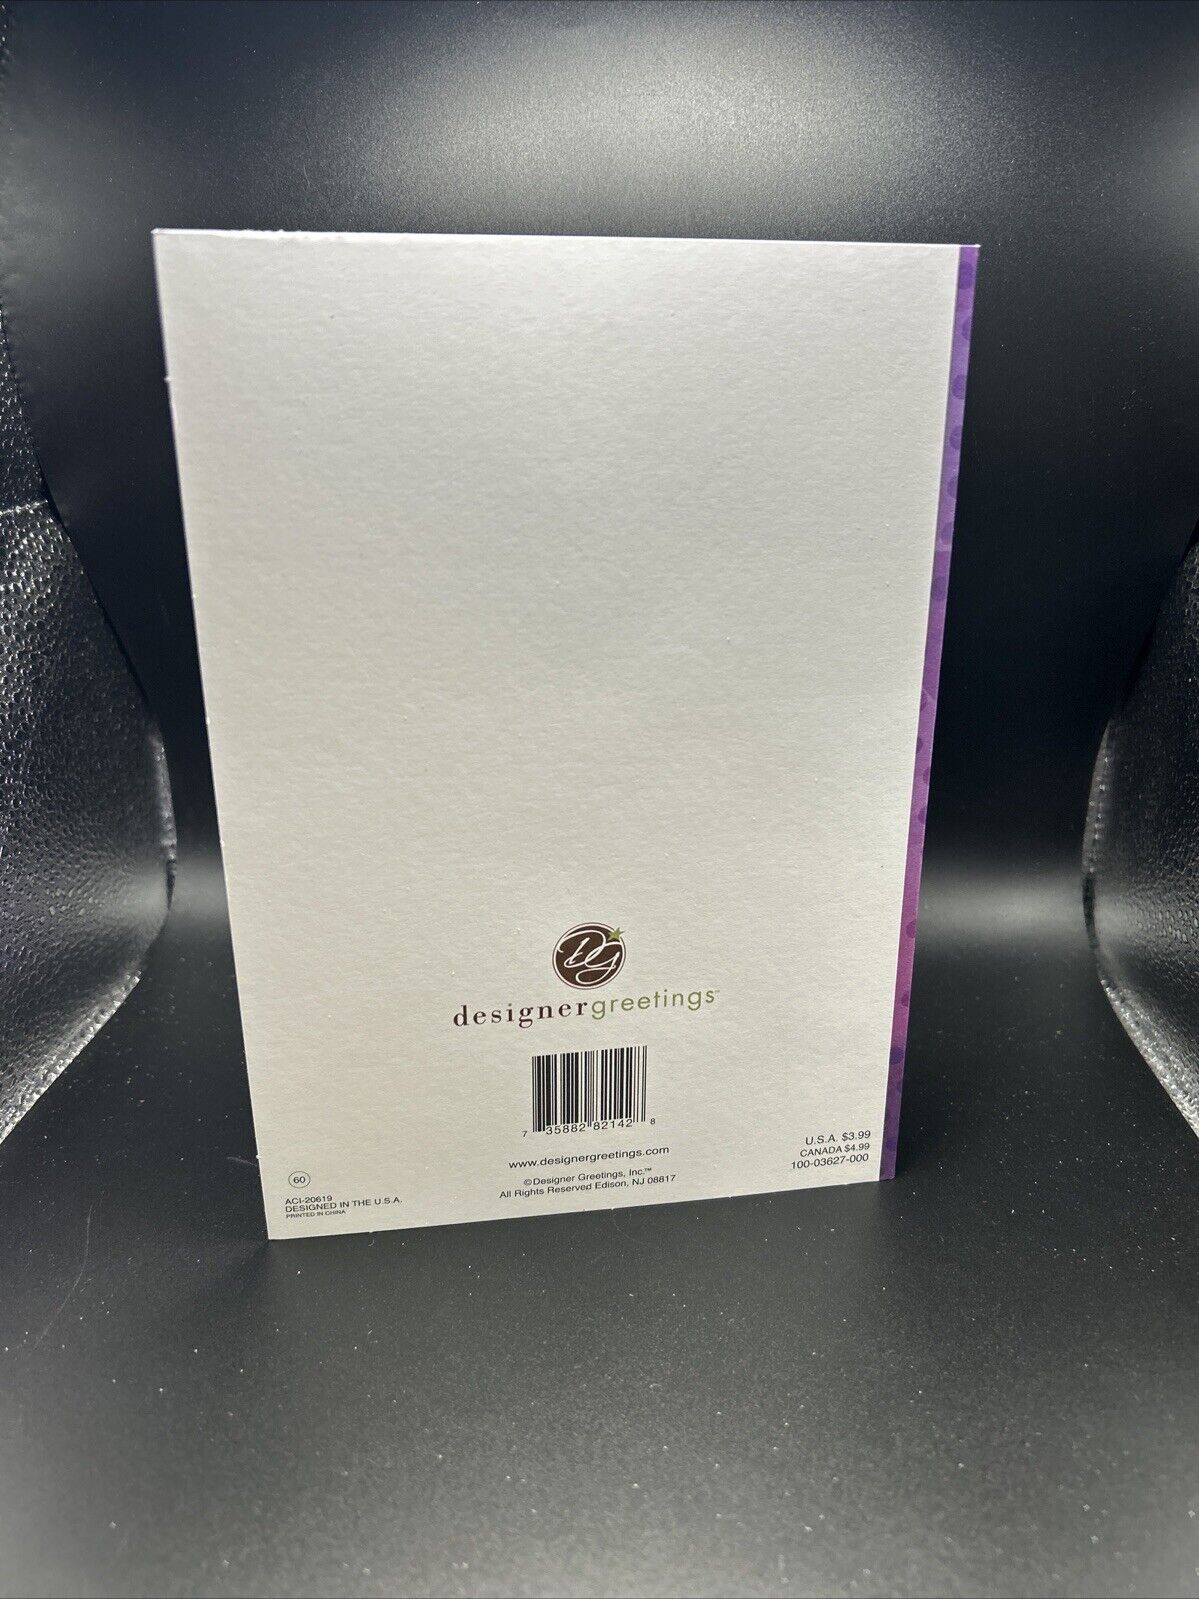 DG
designergreetings™
7 35882 82142 8
www.designergreetings.com
©Designer Greetings, Inc.™
All Rights Reserved Edison, NJ 08817
U.S.A. $3.99
CANADA $4.99
100-03627-000
60
ACI-20619
DESIGNED IN THE U.S.A.
PRINTED IN CHINA